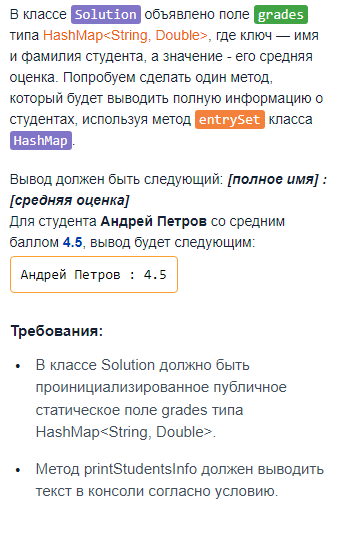 В классе Solution объявлено поле grades
типа HashMap<String, Double>, где ключ — имя
и фамилия студента, а значение - его средняя
оценка. Попробуем сделать один метод,
который будет выводить полную информацию о
студентах, используя метод entrySet класса
HashMap.
Вывод должен быть следующий: [полное имя] :
[средняя оценка]
Для студента Андрей Петров со средним
баллом 4.5, вывод будет следующим:
Андрей Петров : 4.5
Требования:
• В классе Solution должно быть
проинициализированное публичное
статическое поле grades типа
HashMap<String, Double>.
• Метод printStudentsInfo должен выводить
текст в консоли согласно условию.